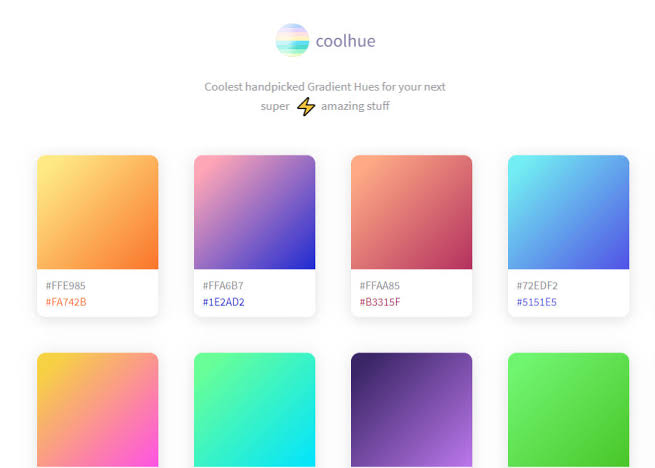 coolhue
Coolest handpicked Gradient Hues for your next
super ⚡ amazing stuff
#FFE985
#FA742B
#FFA6B7
#1E2AD2
#FFAA85
#B3315F
#72EDF2
#5151E5